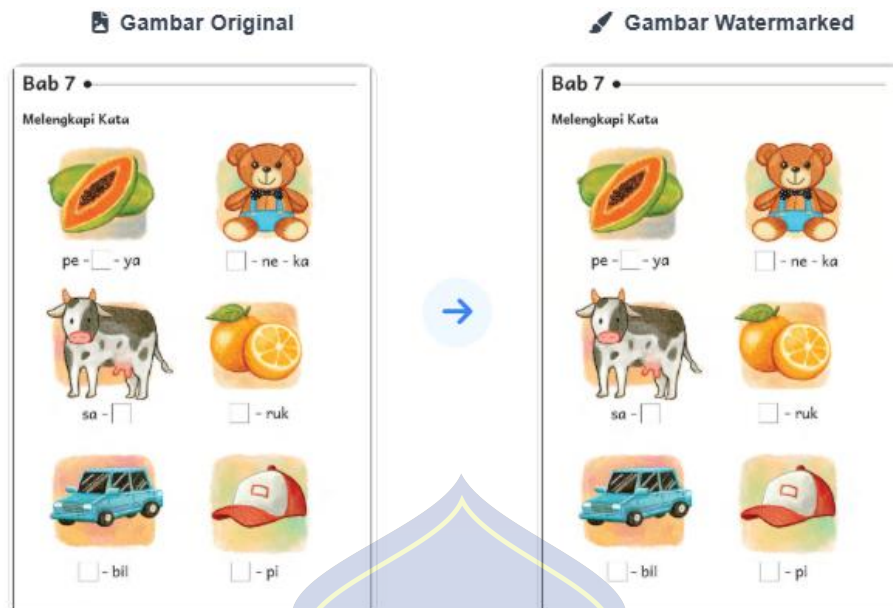 Gambar Original
Bab 7
Melengkapi Kata
pe - - ya
- ne - ka
sa -
- ruk
- bil
- pi
Gambar Watermarked
Bab 7
Melengkapi Kata
pe - - ya
- ne - ka
sa -
- ruk
- bil
- pi